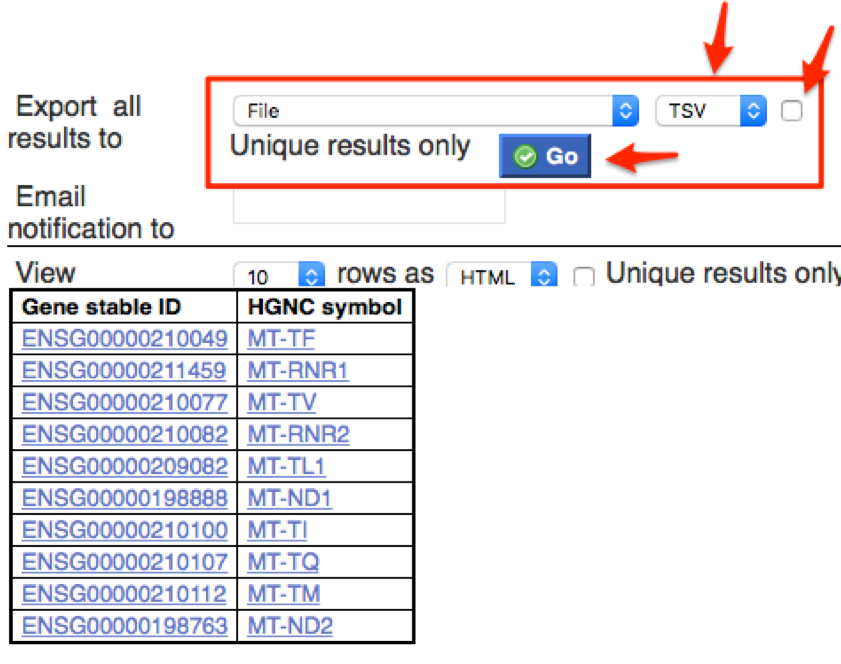 Export all
results to
File
TSV
Unique results only
Go
Email
notification to
View 10 rows as HTML Unique results only
Gene stable ID HGNC symbol
ENSG00000210049 MT-TF
ENSG00000211459 MT-RNR1
ENSG00000210077 MT-TV
ENSG00000210082 MT-RNR2
ENSG00000209082 MT-TL1
ENSG00000198888 MT-ND1
ENSG00000210100 MT-TI
ENSG00000210107 MT-TQ
ENSG00000210112 MT-TM
ENSG00000198763 MT-ND2